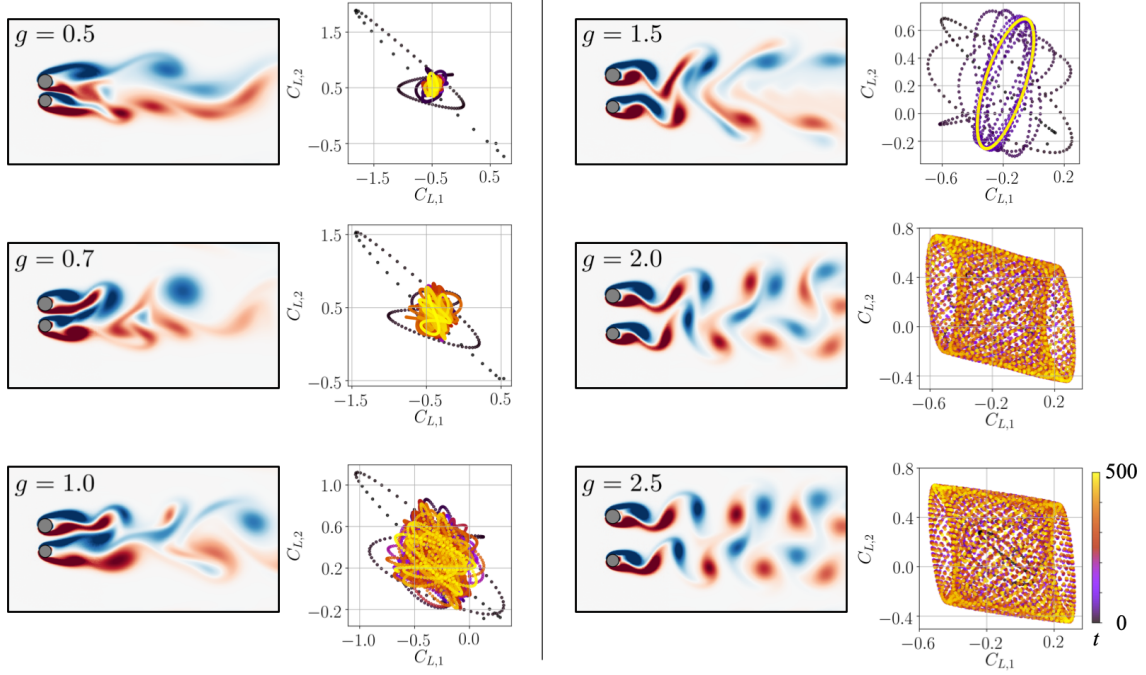 g = 0.5
1.5
0.5
−0.5
C_{L,2}
−1.5
−0.5
0.5
C_{L,1}
g = 0.7
1.5
0.5
−0.5
C_{L,2}
−1.5
−0.5
0.5
C_{L,1}
g = 1.0
1.0
0.6
0.2
−0.2
C_{L,2}
−1.0
−0.5
0.0
C_{L,1}
g = 1.5
0.6
0.4
0.2
0.0
−0.2
C_{L,2}
−0.6
−0.2
0.2
C_{L,1}
g = 2.0
0.8
0.4
0.0
−0.4
C_{L,2}
−0.6
−0.2
0.2
C_{L,1}
g = 2.5
0.8
0.4
0.0
−0.4
C_{L,2}
−0.6
−0.2
0.2
C_{L,1}
500
0
t